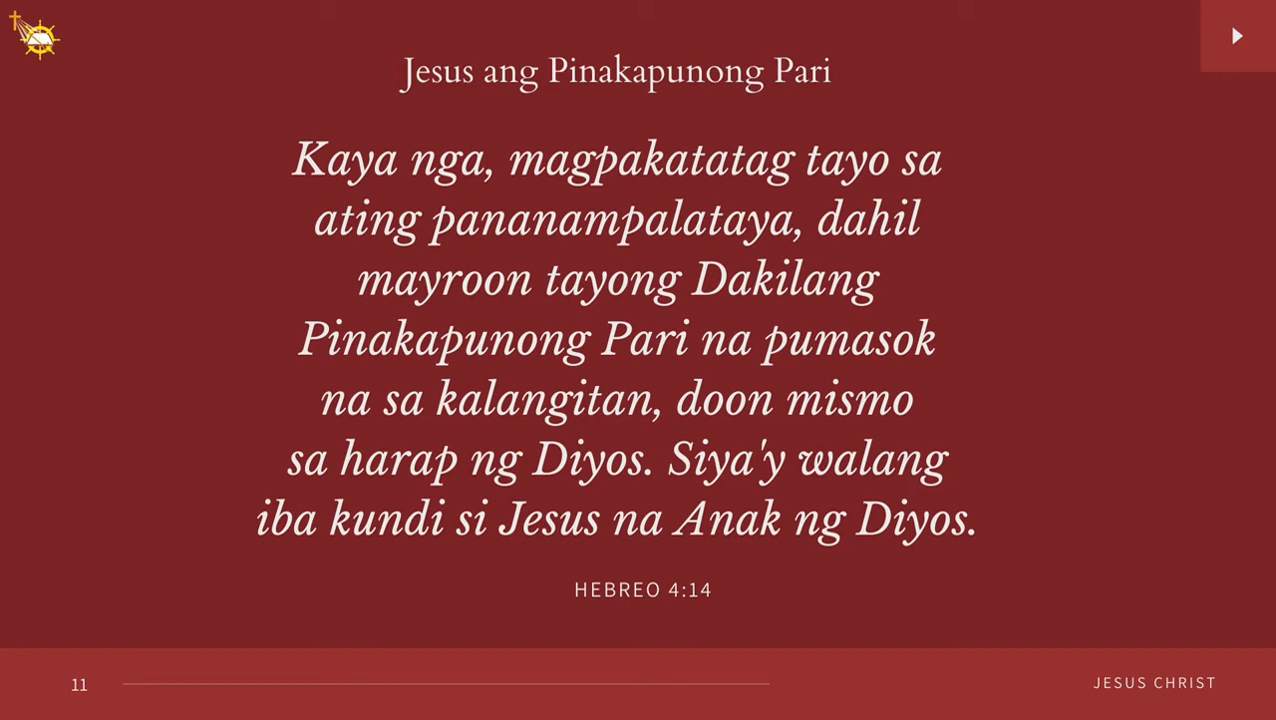 Jesus ang Pinakapunong Pari
Kaya nga, magpakatatag tayo sa
ating pananampalataya, dahil
mayroon tayong Dakilang
Pinakapunong Pari na pumasok
na sa kalangitan, doon mismo
sa harap ng Diyos. Siya'y walang
iba kundi si Jesus na Anak ng Diyos.
HEBREO 4:14
11
JESUS CHRIST